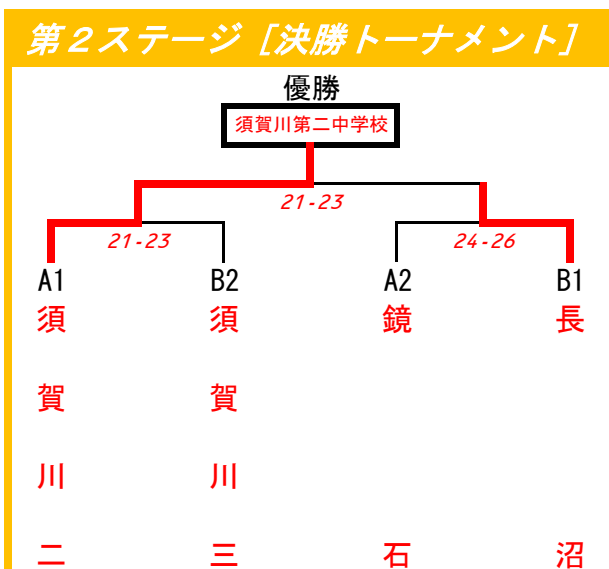 第２ステージ［決勝トーナメント］
優勝
須賀川第二中学校
21-23
21-23
24-26
A1
B2
A2
B1
須賀川二
須賀川三
鏡石
長沼